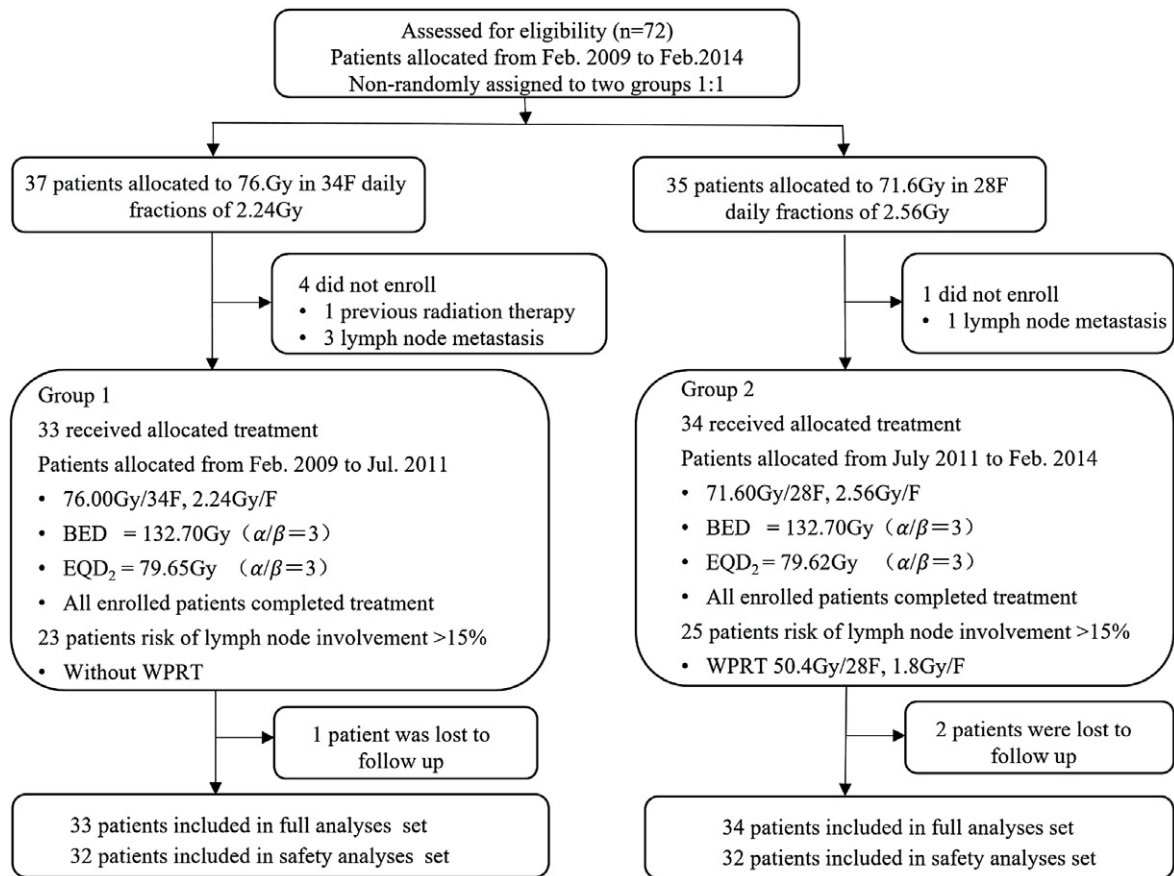 Assessed for eligibility (n=72)
Patients allocated from Feb. 2009 to Feb.2014
Non-randomly assigned to two groups 1:1
37 patients allocated to 76.Gy in 34F daily
fractions of 2.24Gy
35 patients allocated to 71.6Gy in 28F
daily fractions of 2.56Gy
4 did not enroll
• 1 previous radiation therapy
• 3 lymph node metastasis
1 did not enroll
• 1 lymph node metastasis
Group 1
33 received allocated treatment
Patients allocated from Feb. 2009 to Jul. 2011
• 76.00Gy/34F, 2.24Gy/F
• BED = 132.70Gy（α/β＝3）
• EQD₂ = 79.65Gy （α/β＝3）
• All enrolled patients completed treatment
23 patients risk of lymph node involvement >15%
• Without WPRT
Group 2
34 received allocated treatment
Patients allocated from July 2011 to Feb. 2014
• 71.60Gy/28F, 2.56Gy/F
• BED = 132.70Gy（α/β＝3）
• EQD₂ = 79.62Gy （α/β＝3）
• All enrolled patients completed treatment
25 patients risk of lymph node involvement >15%
• WPRT 50.4Gy/28F, 1.8Gy/F
1 patient was lost to
follow up
2 patients were lost to
follow up
33 patients included in full analyses set
32 patients included in safety analyses set
34 patients included in full analyses set
32 patients included in safety analyses set